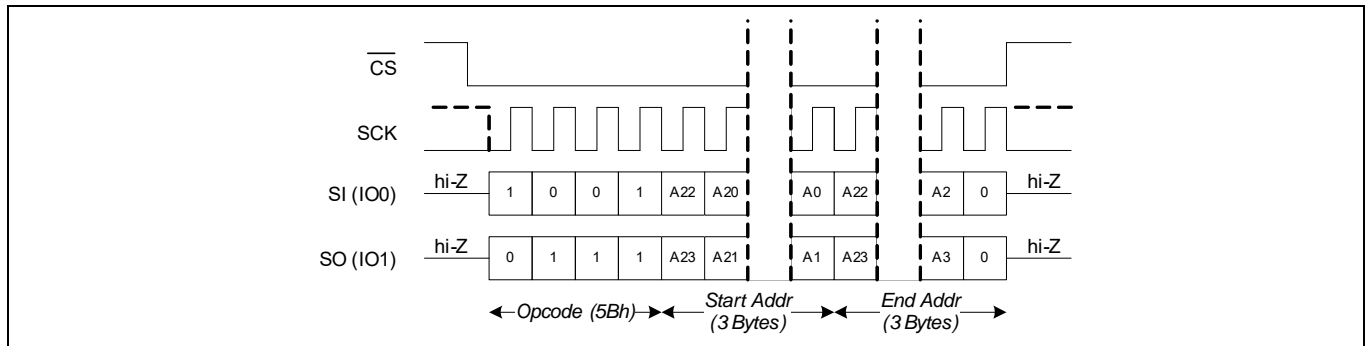 CS
SCK
SI (IO0) hi-Z 1 0 0 1 A22 A20 A0 A22 A2 0 hi-Z
SO (IO1) hi-Z 0 1 1 1 A23 A21 A1 A23 A3 0 hi-Z
Opcode (5Bh) Start Addr (3 Bytes) End Addr (3 Bytes)